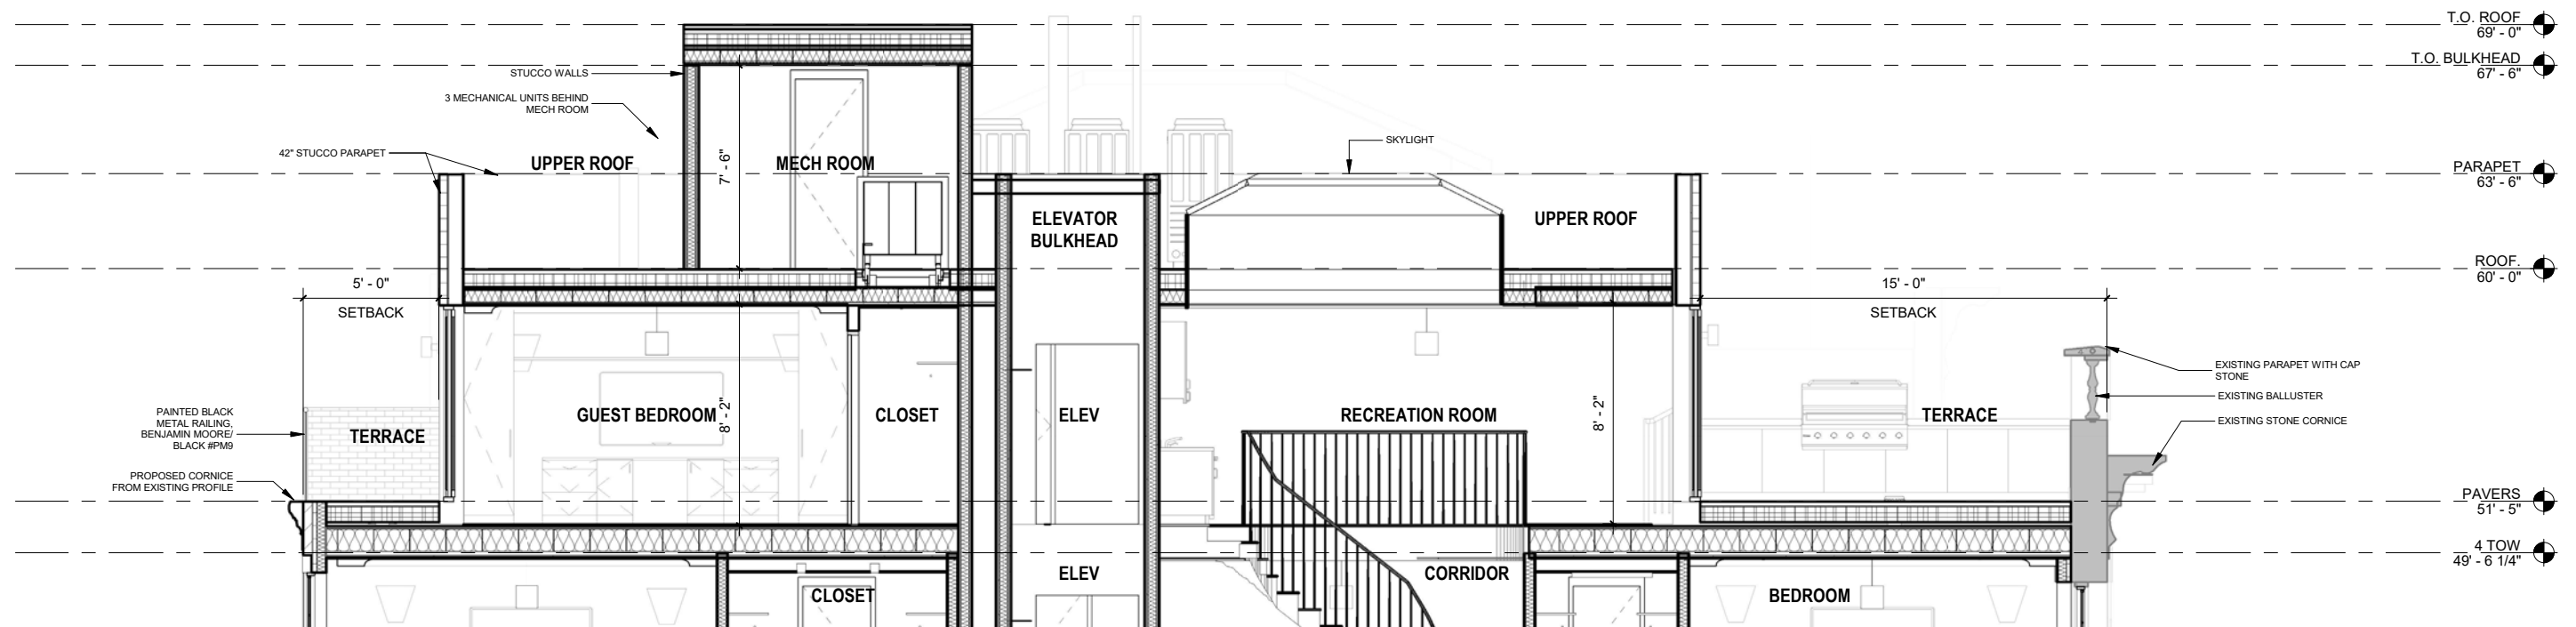 T.O. ROOF
69' - 0"
T.O. BULKHEAD
67' - 6"
STUCCO WALLS
3 MECHANICAL UNITS BEHIND
MECH ROOM
SKYLIGHT
42" STUCCO PARAPET
UPPER ROOF
7' - 6"
MECH ROOM
PARAPET
63' - 6"
ELEVATOR
BULKHEAD
UPPER ROOF
ROOF.
60' - 0"
5' - 0"
SETBACK
15' - 0"
SETBACK
EXISTING PARAPET WITH CAP
STONE
EXISTING BALLUSTER
EXISTING STONE CORNICE
PAINTED BLACK
METAL RAILING,
BENJAMIN MOORE/
BLACK #PM9
TERRACE
GUEST BEDROOM
8' - 2"
CLOSET
ELEV
RECREATION ROOM
8' - 2"
TERRACE
PROPOSED CORNICE
FROM EXISTING PROFILE
PAVERS
51' - 5"
4 TOW
49' - 6 1/4"
CLOSET
ELEV
CORRIDOR
BEDROOM